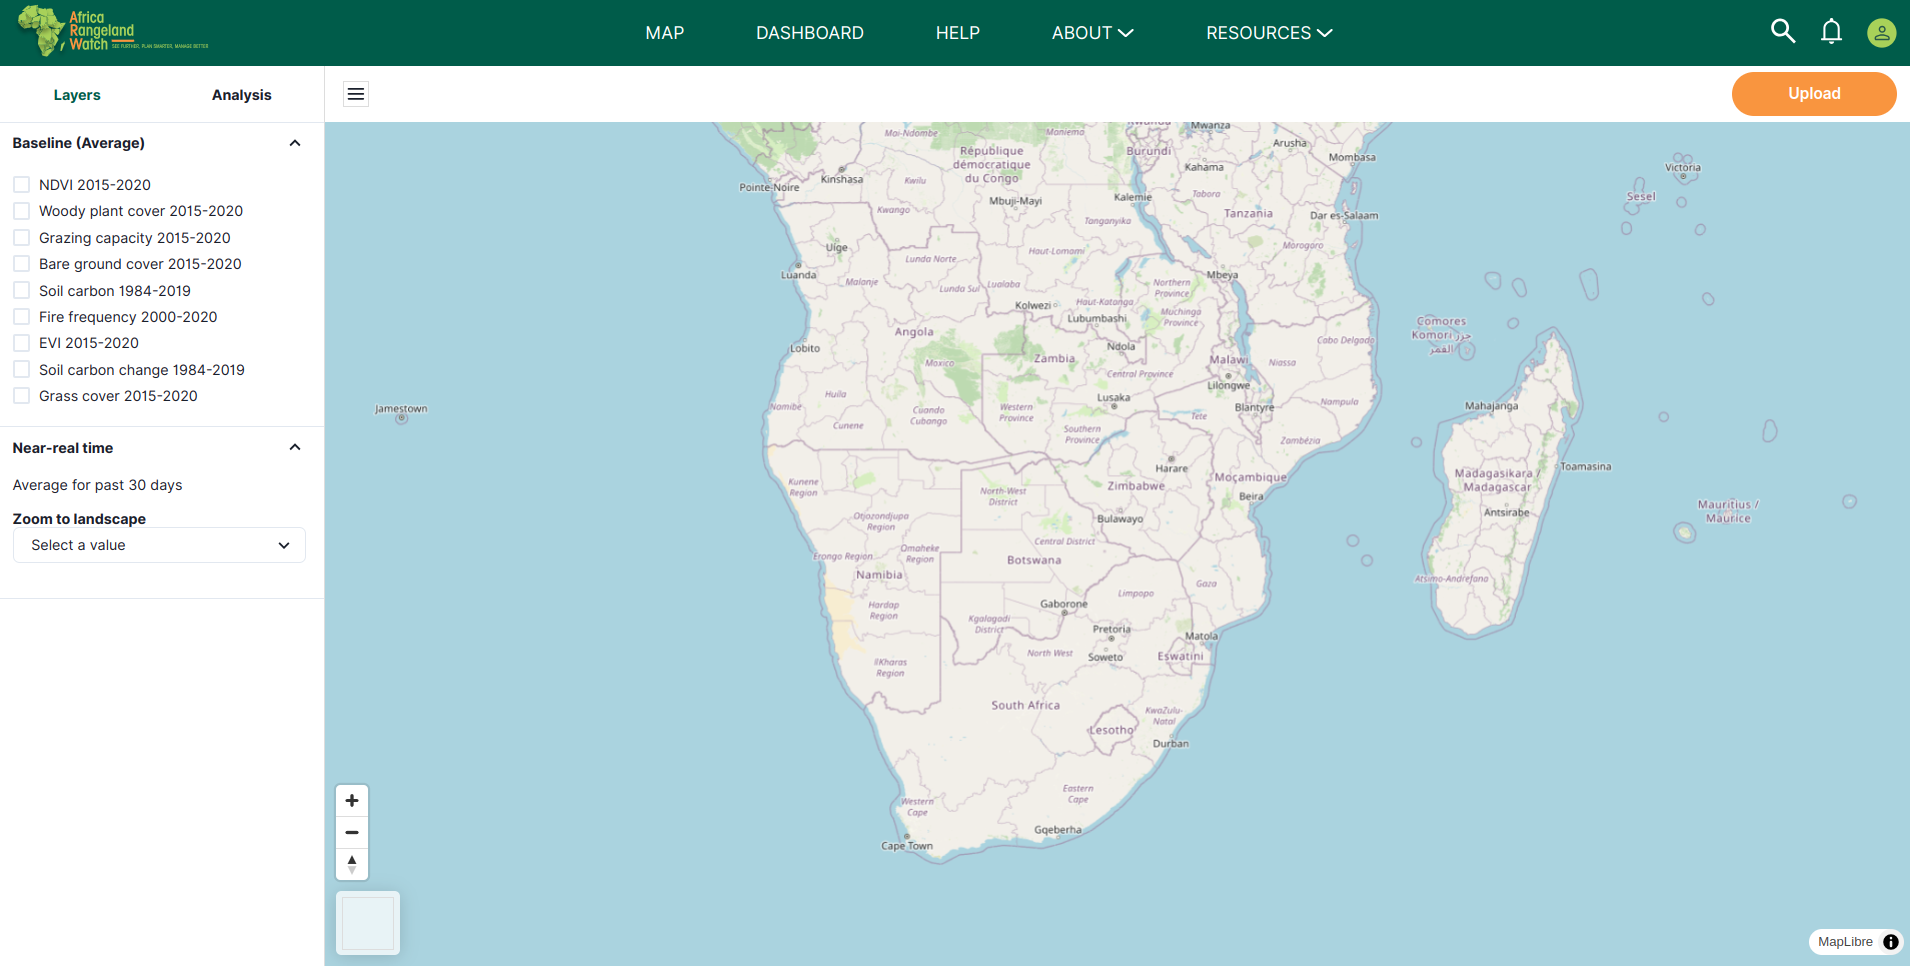 Africa
Rangeland
Watch SEE FURTHER, PLAN SMARTER, MANAGE BETTER
MAP
DASHBOARD
HELP
ABOUT
RESOURCES
Layers
Analysis
Upload
Baseline (Average)
NDVI 2015-2020
Woody plant cover 2015-2020
Grazing capacity 2015-2020
Bare ground cover 2015-2020
Soil carbon 1984-2019
Fire frequency 2000-2020
EVI 2015-2020
Soil carbon change 1984-2019
Grass cover 2015-2020
Near-real time
Average for past 30 days
Zoom to landscape
Select a value
Mai-Ndombe
Maniema
Mwanza
Arusha
Mombasa
République
démocratique
du Congo
Burundi
Kahama
Victoria
Pointe-Noire
Kinshasa
Kwilu
Tabora
Sesel
Kwango
Mbuji-Mayi
Kalemie
Tanganyika
Tanzania
Dar es-Salaam
Uíge
Haut-Lomami
Morogoro
Luanda
Lunda Norte
Mbeya
Malanje
Lunda Sul
Lualaba
Northern
Province
Kolwezi
Haut-Katanga
Muchinga
Province
Lubumbashi
Comores
Komori جزر
القمر
Angola
Ndola
Cabo Delgado
Lobito
Moxico
Zambia
Malawi
Niassa
Central Province
Lilongwe
Huíla
Lusaka
Nampula
Jamestown
Namibe
Cuando
Cubango
Western
Province
Blantyre
Tete
Mahajanga
Cunene
Southern
Province
Zambézia
Harare
Toamasina
Kunene
Region
North-West
District
Zimbabwe
Moçambique
Beira
Madagasikara /
Madagascar
Antsirabe
Mauritius /
Maurice
Otjozondjupa
Region
Bulawayo
Erongo Region
Omaheke
Region
Central District
Botswana
Namibia
Gaza
Atsimo-Andrefana
Limpopo
Hardap
Region
Gaborone
Kgalagadi
District
Pretoria
Matola
North West
Soweto
Eswatini
ǁKharas
Region
South Africa
KwaZulu-
Natal
Lesotho
Durban
Eastern
Cape
Western
Cape
Gqeberha
Cape Town
MapLibre